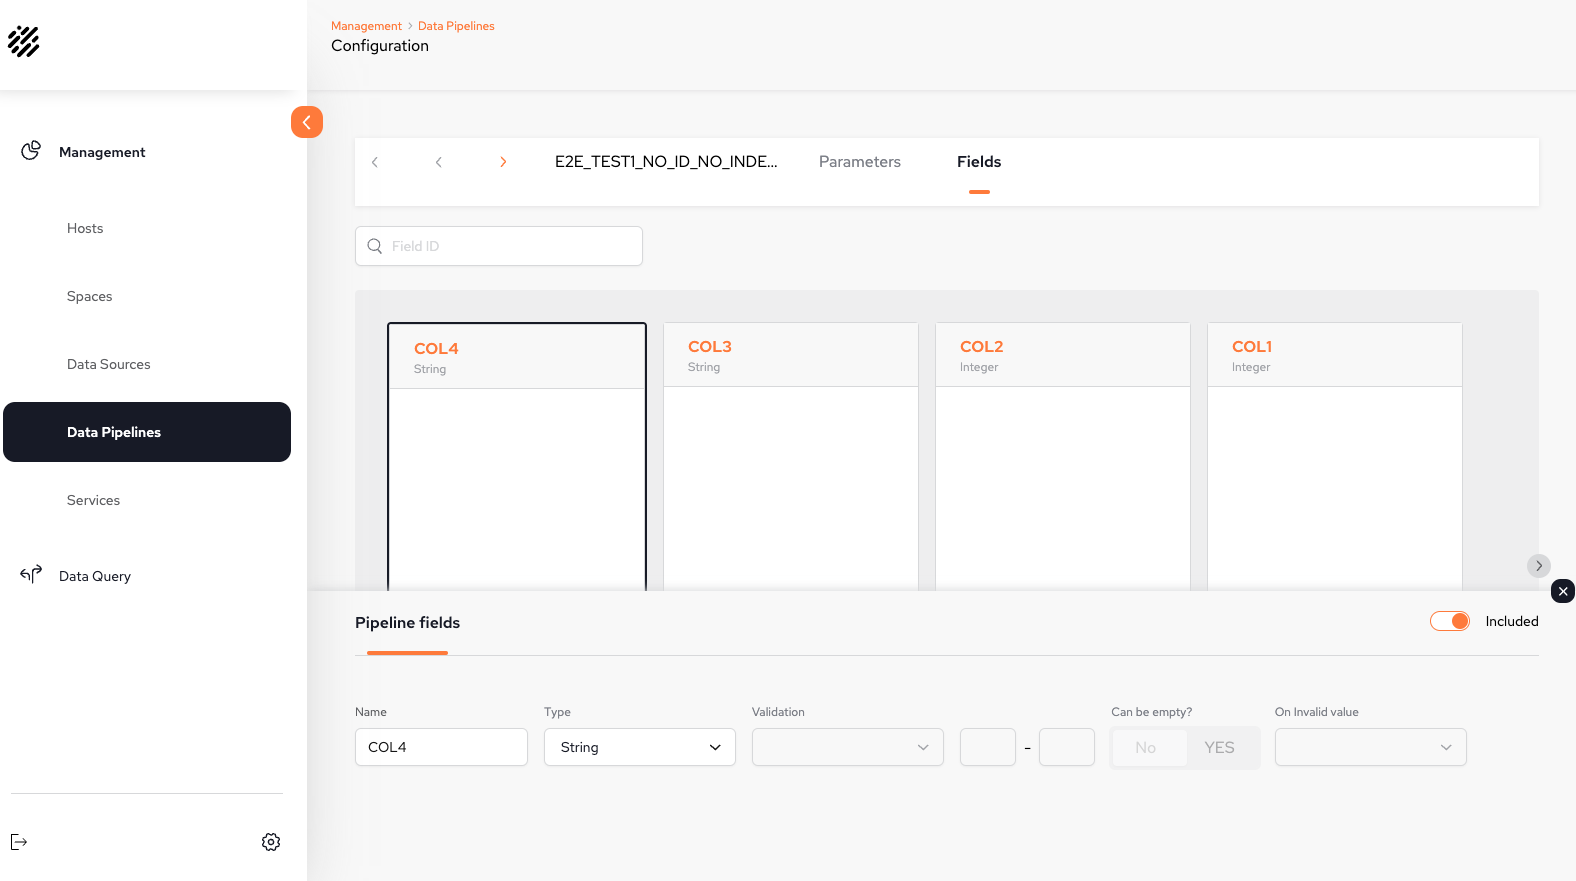 Management > Data Pipelines
Configuration
Management
Hosts
Spaces
Data Sources
Data Pipelines
Services
Data Query
E2E_TEST1_NO_ID_NO_INDE... Parameters Fields
Field ID
COL4 COL3 COL2 COL1
String String Integer Integer
Pipeline fields Included
Name Type Validation Can be empty? On Invalid value
COL4 String - No YES